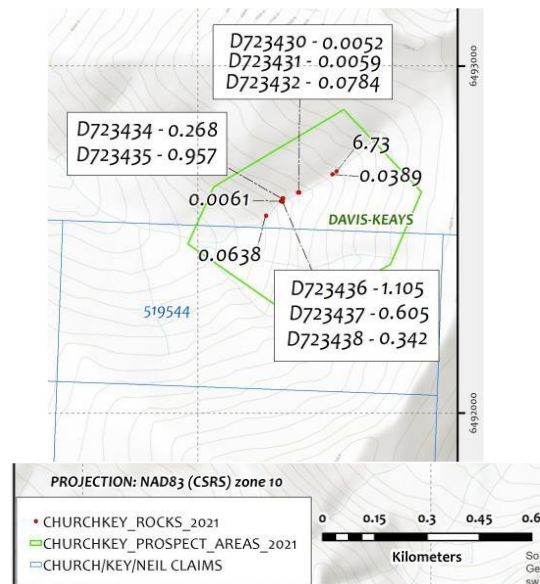 D723430 - 0.0052
D723431 - 0.0059
D723432 - 0.0784
6493000
D723434 - 0.268
D723435 - 0.957
6.73
0.0389
0.0061
DAVIS-KEAYS
0.0638
D723436 - 1.105
D723437 - 0.605
D723438 - 0.342
519544
6492000
PROJECTION: NAD83 (CSRS) zone 10
CHURCHKEY_ROCKS_2021
CHURCHKEY_PROSPECT_AREAS_2021
CHURCH/KEY/NEIL CLAIMS
0 0.15 0.3 0.45 0.6
Kilometers
So
Ge
sw